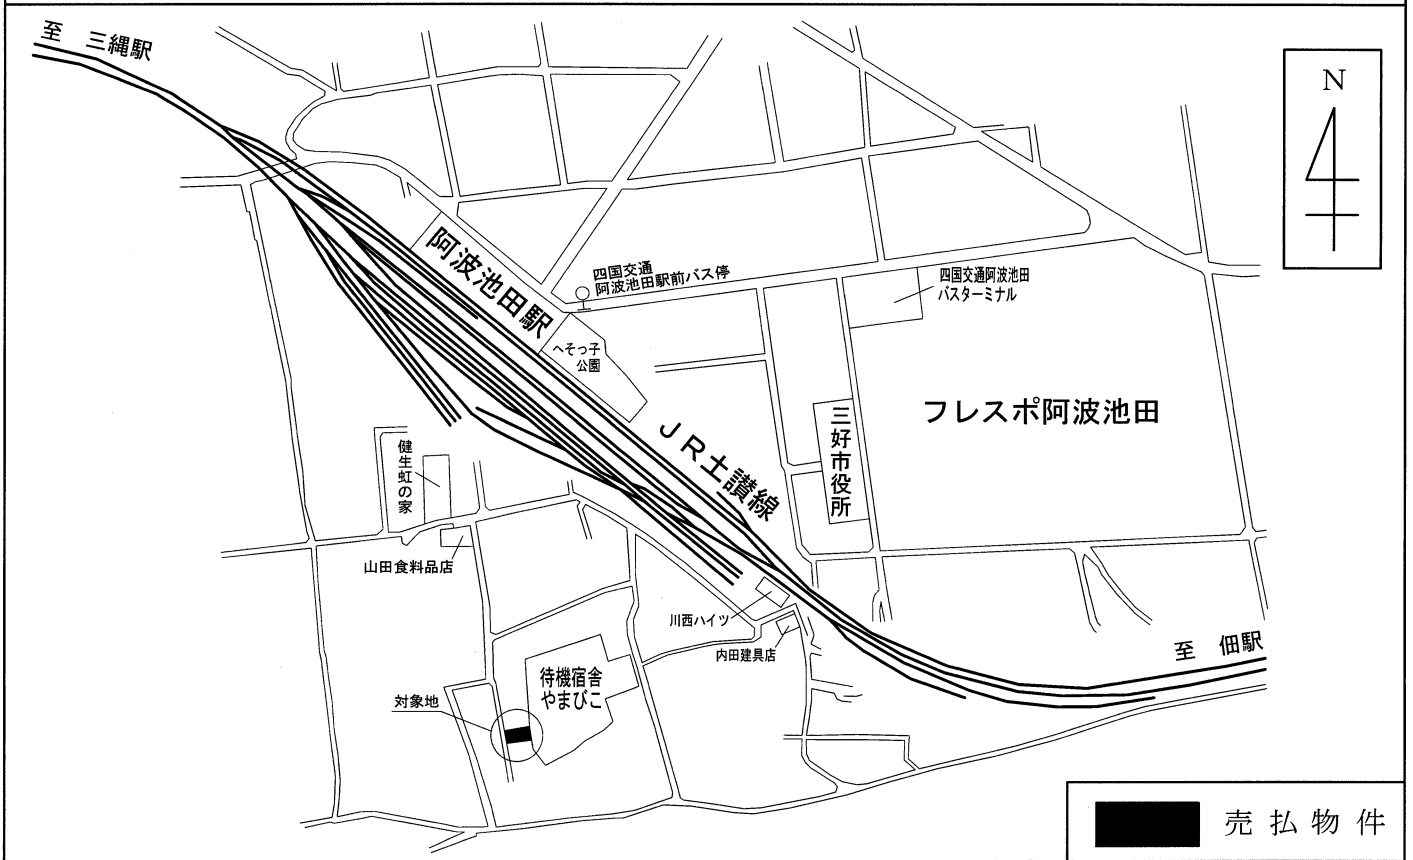 至 三縄駅
N
阿波池田駅
四国交通
阿波池田駅前バス停
四国交通阿波池田
バスターミナル
へそっ子
公園
フレスポ阿波池田
三好市役所
JR土讃線
健生虹の家
山田食料品店
川西ハイツ
内田建具店
至 佃駅
待機宿舎
やまびこ
対象地
売払物件